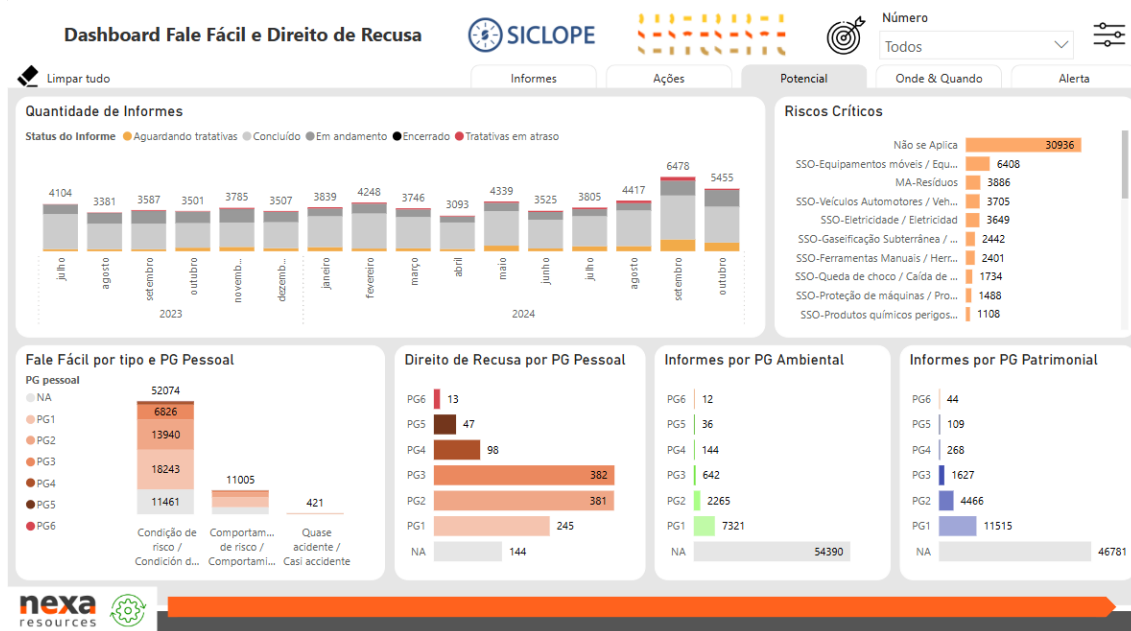 Dashboard Fale Fácil e Direito de Recusa
SICLOPE
Número
Todos
Limpar tudo
Informes
Ações
Potencial
Onde & Quando
Alerta
Quantidade de Informes
Status do Informe Aguardando tratativas Concluído Em andamento Encerrado Tratativas em atraso
4104 3381 3587 3501 3785 3507 3839 4248 3746 3093 4339 3525 3805 4417 6478 5455
julho agosto setembro outubro novemb... dezemb... janeiro fevereiro março abril maio junho julho agosto setembro outubro
2023 2024
Riscos Críticos
Não se Aplica 30936
SSO-Equipamentos móveis / Equ... 6408
MA-Resíduos 3886
SSO-Veículos Automotores / Veh... 3705
SSO-Eletricidade / Eletricidad 3649
SSO-Gaseificação Subterrânea / ... 2442
SSO-Ferramentas Manuais / Herr... 2401
SSO-Queda de choco / Caída de ... 1734
SSO-Proteção de máquinas / Pro... 1488
SSO-Produtos químicos perigos... 1108
Fale Fácil por tipo e PG Pessoal
PG pessoal
NA
PG1
PG2
PG3
PG4
PG5
PG6
52074
6826
13940
18243
11461
11005
421
Condição de risco / Condición d...
Comportam... de risco / Comportami...
Quase acidente / Casi accidente
Direito de Recusa por PG Pessoal
PG6 13
PG5 47
PG4 98
PG3 382
PG2 381
PG1 245
NA 144
Informes por PG Ambiental
PG6 12
PG5 36
PG4 144
PG3 642
PG2 2265
PG1 7321
NA 54390
Informes por PG Patrimonial
PG6 44
PG5 109
PG4 268
PG3 1627
PG2 4466
PG1 11515
NA 46781
nexa
resources